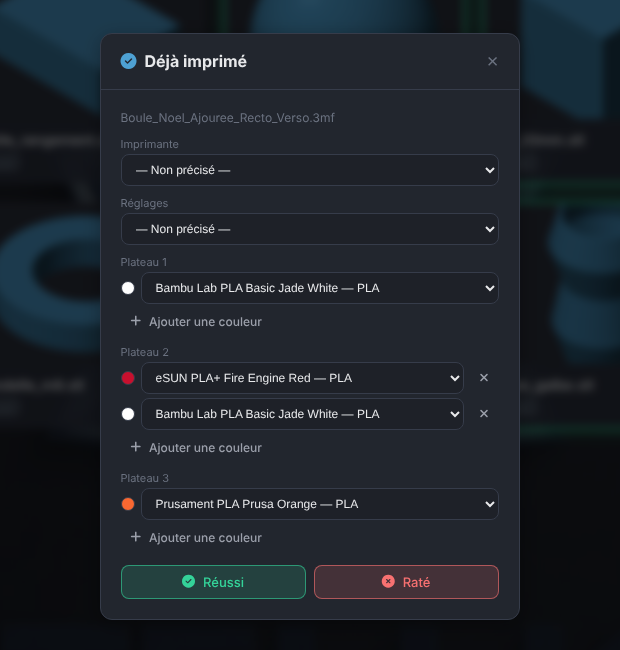 Déjà imprimé
Boule_Noel_Ajouree_Recto_Verso.3mf
Imprimante
— Non précisé —
Réglages
— Non précisé —
Plateau 1
Bambu Lab PLA Basic Jade White — PLA
+ Ajouter une couleur
Plateau 2
eSUN PLA+ Fire Engine Red — PLA
Bambu Lab PLA Basic Jade White — PLA
+ Ajouter une couleur
Plateau 3
Prusament PLA Prusa Orange — PLA
+ Ajouter une couleur
Réussi
Raté